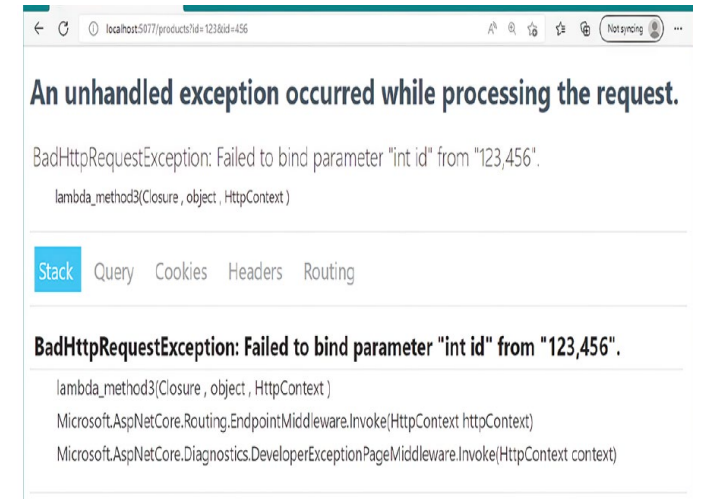 localhost:5077/products?id=123&id=456
Not syncing
An unhandled exception occurred while processing the request.
BadHttpRequestException: Failed to bind parameter "int id" from "123,456".
lambda_method3(Closure , object , HttpContext )
Stack Query Cookies Headers Routing
BadHttpRequestException: Failed to bind parameter "int id" from "123,456".
lambda_method3(Closure , object , HttpContext )
Microsoft.AspNetCore.Routing.EndpointMiddleware.Invoke(HttpContext httpContext)
Microsoft.AspNetCore.Diagnostics.DeveloperExceptionPageMiddleware.Invoke(HttpContext context)